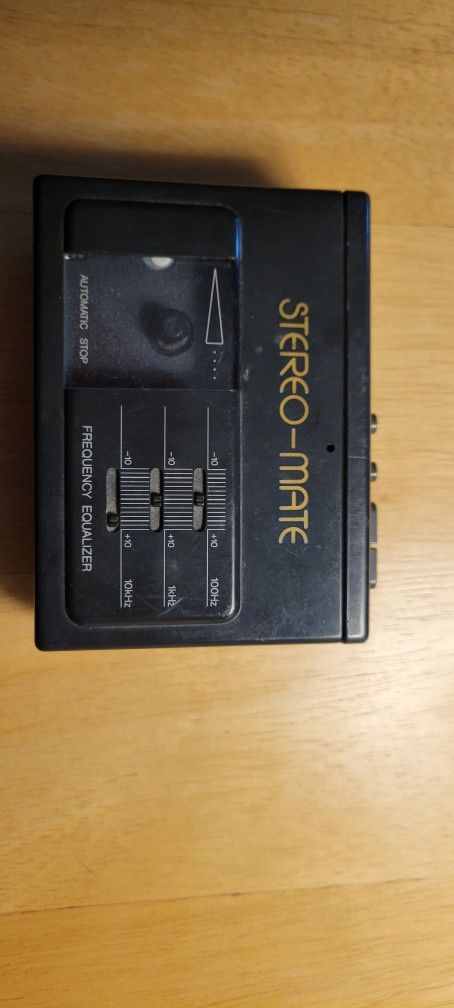 STEREO-MATE
-10 +10 100Hz
-10 +10 1kHz
-10 +10 10kHz
AUTOMATIC STOP
FREQUENCY EQUALIZER